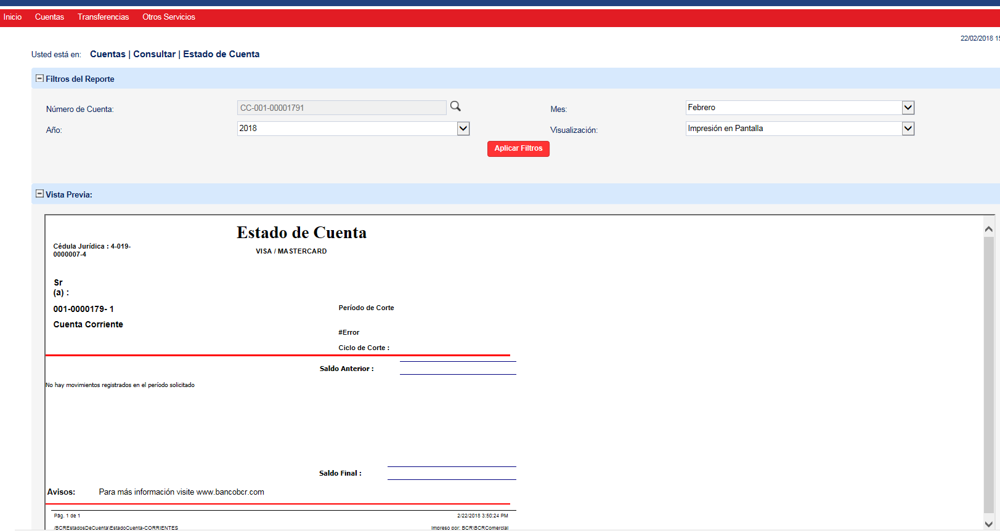 Inicio Cuentas Transferencias Otros Servicios
22/02/2018 15
Usted está en: Cuentas | Consultar | Estado de Cuenta
Filtros del Reporte
Número de Cuenta: CC-001-00001791 Mes: Febrero
Año: 2018 Visualización: Impresión en Pantalla
Aplicar Filtros
Vista Previa:
Estado de Cuenta
Cédula Jurídica : 4-019-
0000007-4
VISA / MASTERCARD
Sr
(a) :
001-0000179- 1
Período de Corte
Cuenta Corriente
#Error
Ciclo de Corte :
Saldo Anterior :
No hay movimientos registrados en el período solicitado
Saldo Final :
Avisos: Para más información visite www.bancobcr.com
Pág. 1 de 1 2/22/2018 3:50:24 PM
/BCREstadosDeCuenta\EstadoCuenta-CORRIENTES Impreso por: BCR\BCRComercial